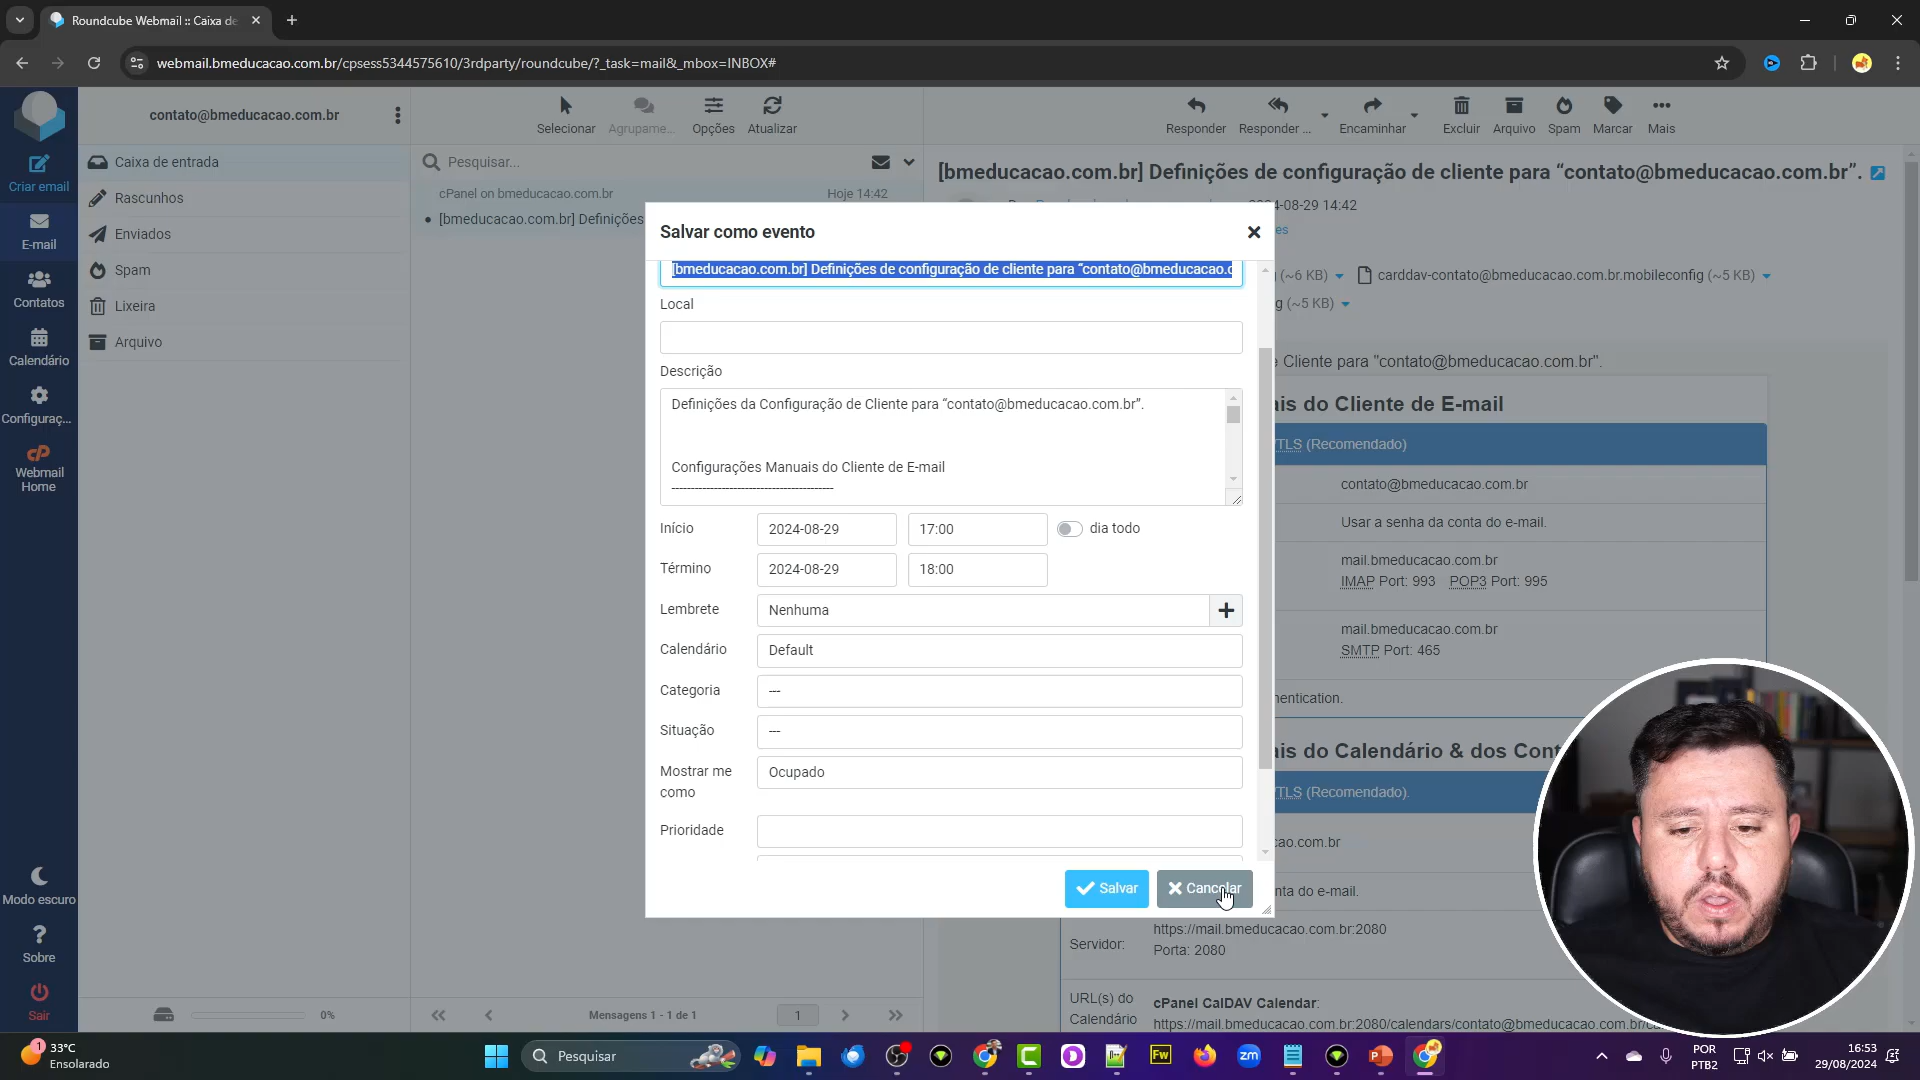 Roundcube Webmail :: Caixa de
webmail.bmeducacao.com.br/cpsess5344575610/3rdparty/roundcube/?_task=mail&_mbox=INBOX#
contato@bmeducacao.com.br
Selecionar
Agrupame...
Opções
Atualizar
Responder
Responder ...
Encaminhar
Excluir
Arquivo
Spam
Marcar
Mais
Criar email
E-mail
Contatos
Calendário
Configuraç...
cP
Webmail
Home
Modo escuro
Sobre
Sair
Caixa de entrada
Rascunhos
Enviados
Spam
Lixeira
Arquivo
0%
Pesquisar...
cPanel on bmeducacao.com.br
Hoje 14:42
[bmeducacao.com.br] Definições
Mensagens 1 - 1 de 1
1
[bmeducacao.com.br] Definições de configuração de cliente para “contato@bmeducacao.com.br”.
-08-29 14:42
es
(~6 KB)
carddav-contato@bmeducacao.com.br.mobileconfig (~5 KB)
g (~5 KB)
Cliente para "contato@bmeducacao.com.br".
ais do Cliente de E-mail
/TLS (Recomendado)
contato@bmeducacao.com.br
Usar a senha da conta do e-mail.
mail.bmeducacao.com.br
IMAP Port: 993 POP3 Port: 995
mail.bmeducacao.com.br
SMTP Port: 465
hentication.
ais do Calendário & dos Cont
/TLS (Recomendado).
cao.com.br
nta do e-mail.
Servidor:
https://mail.bmeducacao.com.br:2080
Porta: 2080
URL(s) do
Calendário
cPanel CalDAV Calendar:
https://mail.bmeducacao.com.br:2080/calendars/contato@bmeducacao.com.br/ca
Salvar como evento
[bmeducacao.com.br] Definições de configuração de cliente para “contato@bmeducacao.c
Local
Descrição
Definições da Configuração de Cliente para “contato@bmeducacao.com.br”.
Configurações Manuais do Cliente de E-mail
------------------------------------------
Início
2024-08-29
17:00
dia todo
Término
2024-08-29
18:00
Lembrete
Nenhuma
Calendário
Default
Categoria
---
Situação
---
Mostrar me
como
Ocupado
Prioridade
Salvar
Cancelar
1
33°C
Ensolarado
Pesquisar
Fw
zm
POR
PTB2
16:53
29/08/2024